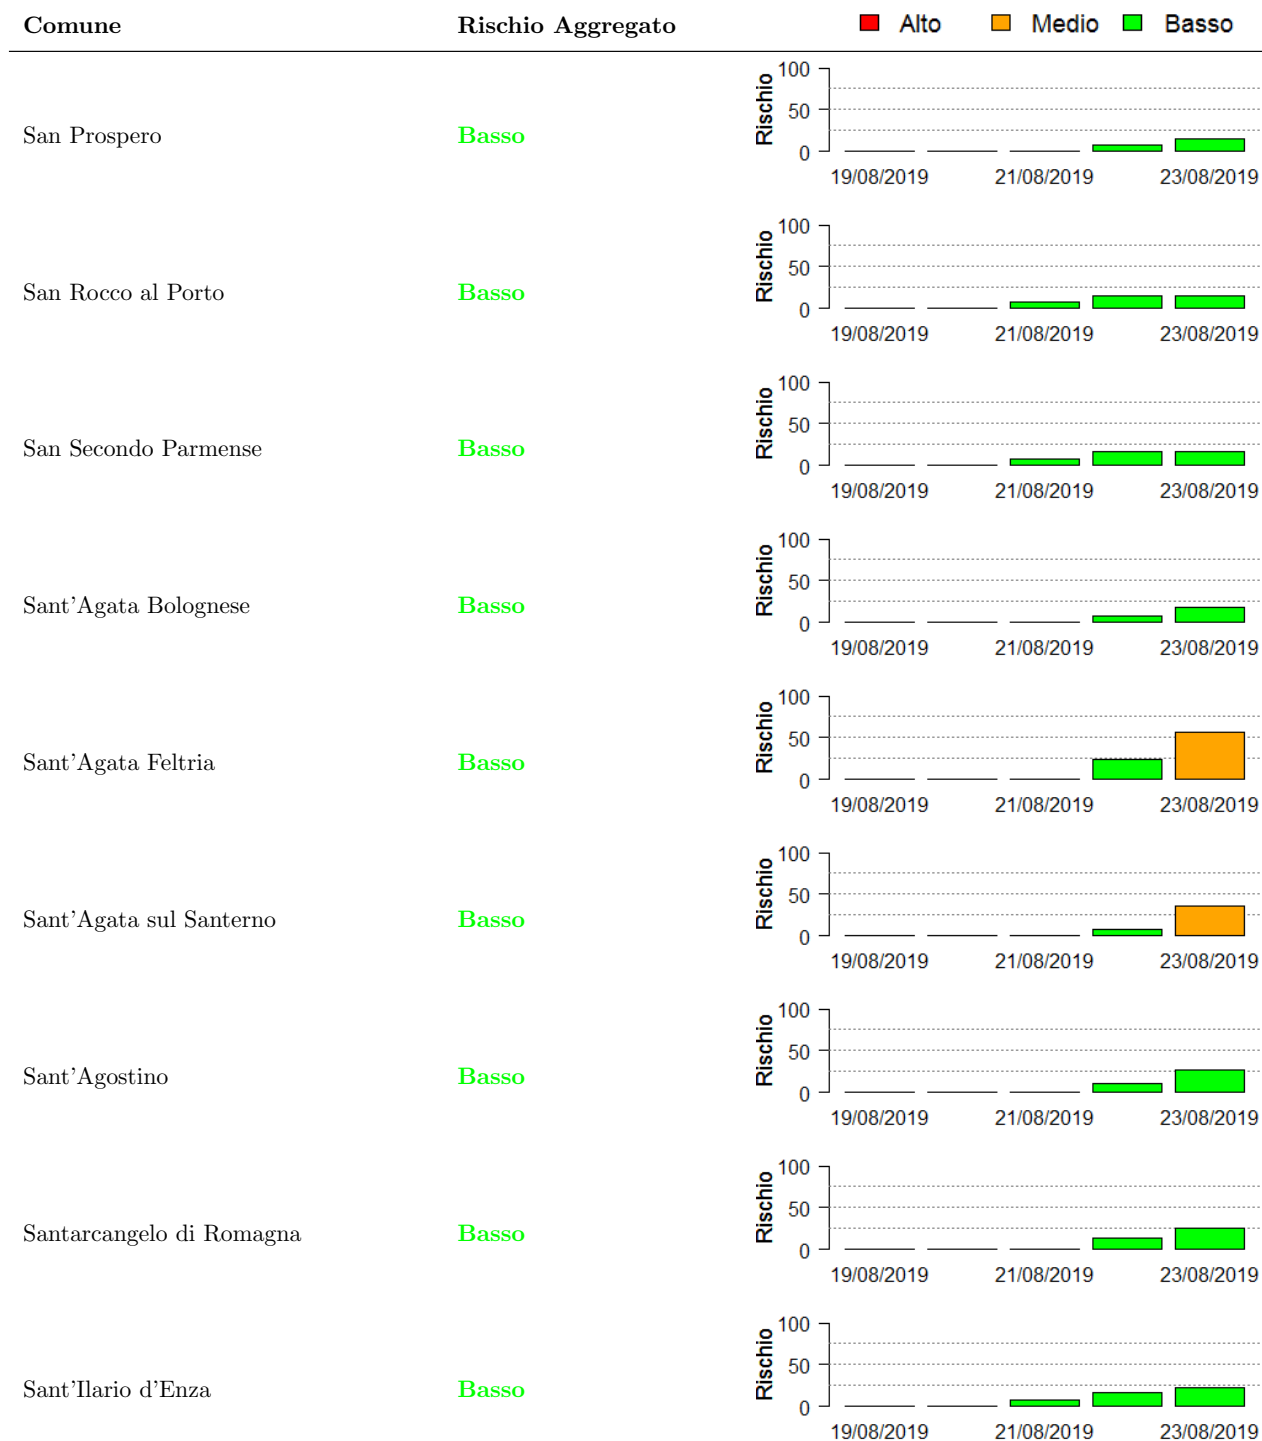 Comune Rischio Aggregato Alto Medio Basso
San Prospero Basso Rischio 100 50 0
19/08/2019 21/08/2019 23/08/2019
San Rocco al Porto Basso Rischio 100 50 0
19/08/2019 21/08/2019 23/08/2019
San Secondo Parmense Basso Rischio 100 50 0
19/08/2019 21/08/2019 23/08/2019
Sant'Agata Bolognese Basso Rischio 100 50 0
19/08/2019 21/08/2019 23/08/2019
Sant'Agata Feltria Basso Rischio 100 50 0
19/08/2019 21/08/2019 23/08/2019
Sant'Agata sul Santerno Basso Rischio 100 50 0
19/08/2019 21/08/2019 23/08/2019
Sant'Agostino Basso Rischio 100 50 0
19/08/2019 21/08/2019 23/08/2019
Santarcangelo di Romagna Basso Rischio 100 50 0
19/08/2019 21/08/2019 23/08/2019
Sant'Ilario d'Enza Basso Rischio 100 50 0
19/08/2019 21/08/2019 23/08/2019